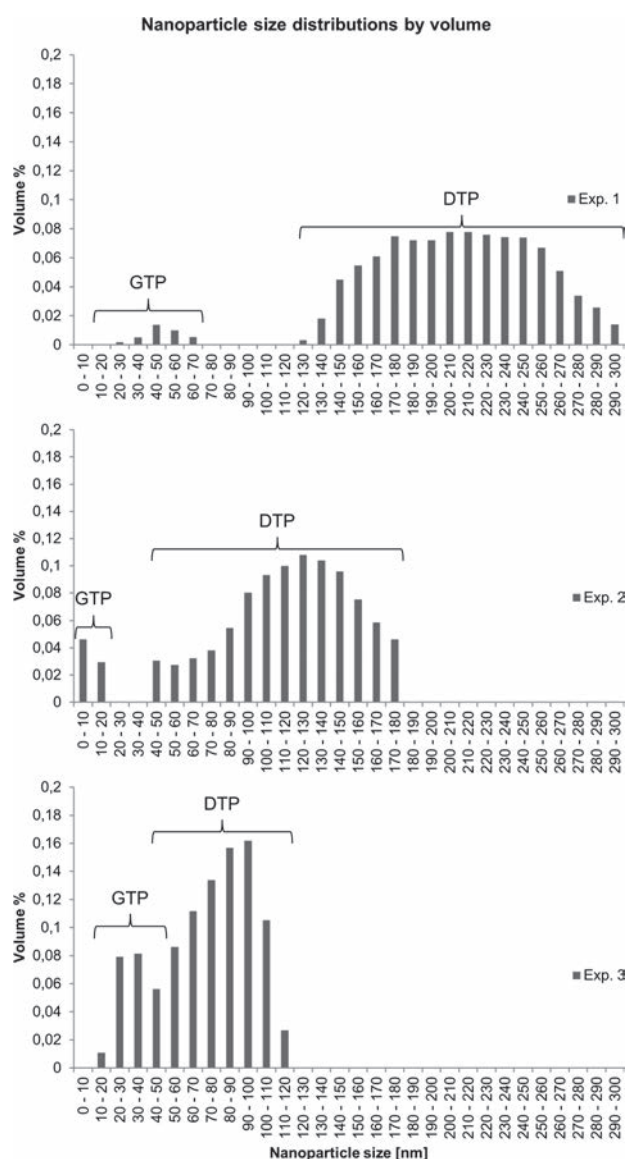 Nanoparticle size distributions by volume
0,2
0,18
0,16
0,14
0,12
0,1
0,08
0,06
0,04
0,02
0
Volume %
GTP
DTP
Exp. 1
0 - 10
10 - 20
20 - 30
30 - 40
40 - 50
50 - 60
60 - 70
70 - 80
80 - 90
90 - 100
100 - 110
110 - 120
120 - 130
130 - 140
140 - 150
150 - 160
160 - 170
170 - 180
180 - 190
190 - 200
200 - 210
210 - 220
220 - 230
230 - 240
240 - 250
250 - 260
260 - 270
270 - 280
280 - 290
290 - 300
0,2
0,18
0,16
0,14
0,12
0,1
0,08
0,06
0,04
0,02
0
Volume %
GTP
DTP
Exp. 2
0 - 10
10 - 20
20 - 30
30 - 40
40 - 50
50 - 60
60 - 70
70 - 80
80 - 90
90 - 100
100 - 110
110 - 120
120 - 130
130 - 140
140 - 150
150 - 160
160 - 170
170 - 180
180 - 190
190 - 200
200 - 210
210 - 220
220 - 230
230 - 240
240 - 250
250 - 260
260 - 270
270 - 280
280 - 290
290 - 300
0,2
0,18
0,16
0,14
0,12
0,1
0,08
0,06
0,04
0,02
0
Volume %
GTP
DTP
Exp. 3
0 - 10
10 - 20
20 - 30
30 - 40
40 - 50
50 - 60
60 - 70
70 - 80
80 - 90
90 - 100
100 - 110
110 - 120
120 - 130
130 - 140
140 - 150
150 - 160
160 - 170
170 - 180
180 - 190
190 - 200
200 - 210
210 - 220
220 - 230
230 - 240
240 - 250
250 - 260
260 - 270
270 - 280
280 - 290
290 - 300
Nanoparticle size [nm]